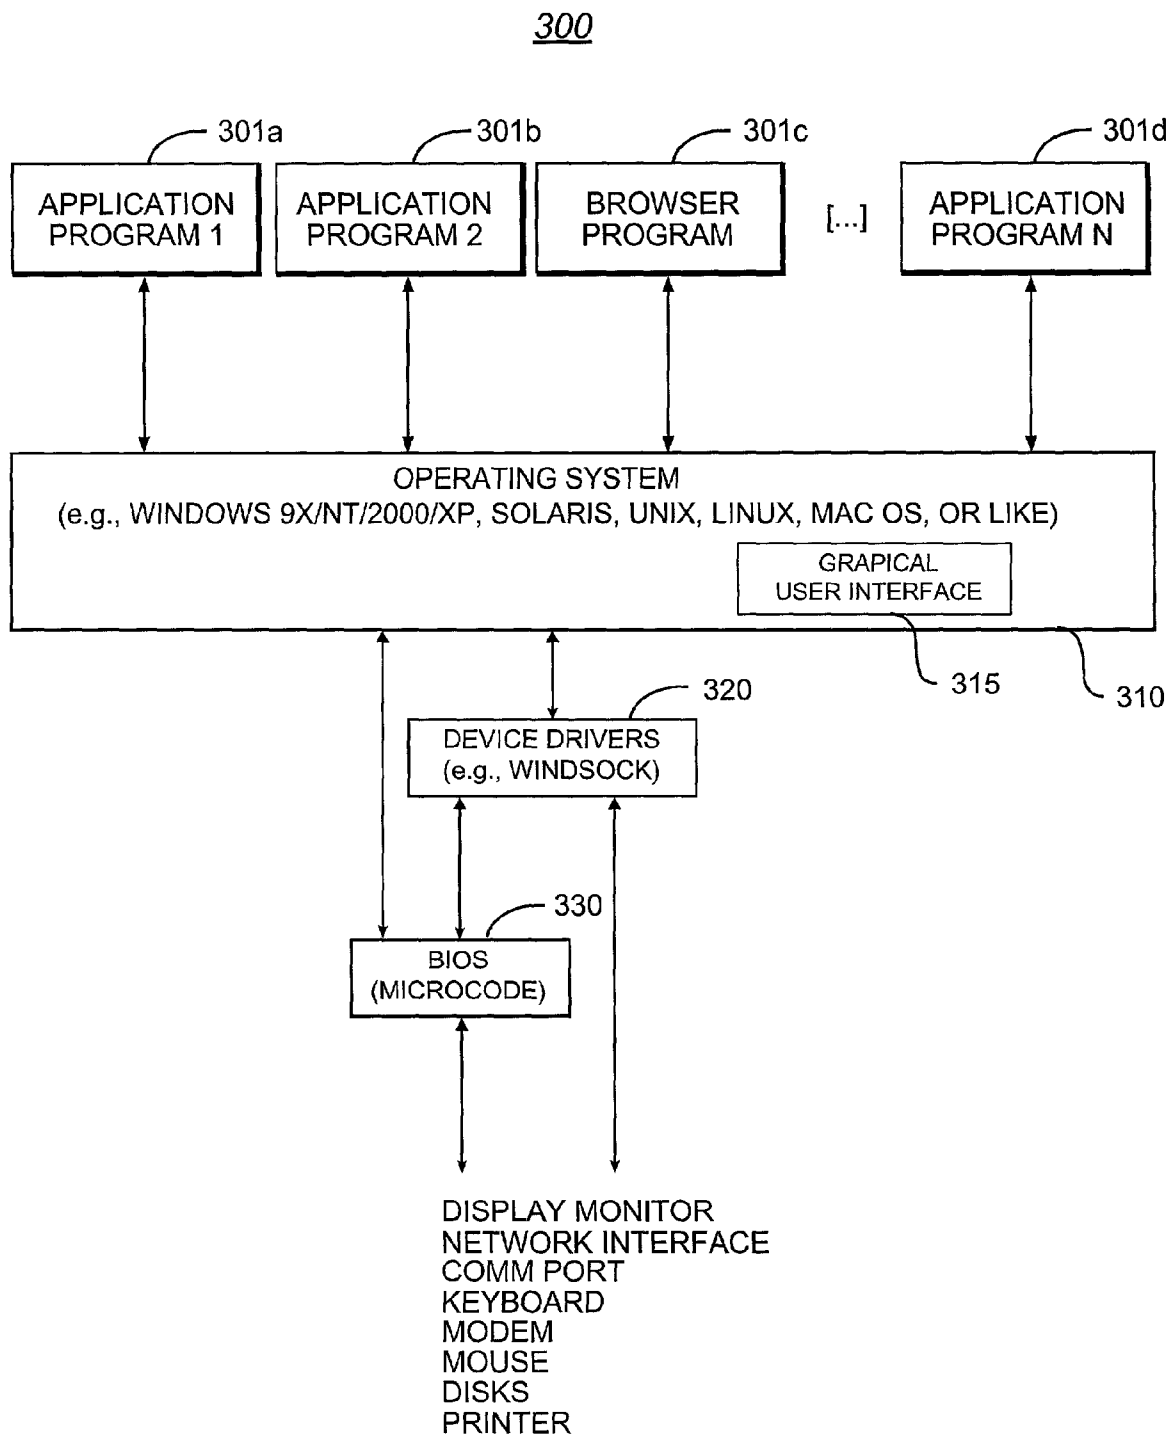 300
301a
301b
301c
301d
APPLICATION
PROGRAM 1
APPLICATION
PROGRAM 2
BROWSER
PROGRAM
[...]
APPLICATION
PROGRAM N
OPERATING SYSTEM
(e.g., WINDOWS 9X/NT/2000/XP, SOLARIS, UNIX, LINUX, MAC OS, OR LIKE)
GRAPICAL
USER INTERFACE
315
310
320
DEVICE DRIVERS
(e.g., WINDSOCK)
330
BIOS
(MICROCODE)
DISPLAY MONITOR
NETWORK INTERFACE
COMM PORT
KEYBOARD
MODEM
MOUSE
DISKS
PRINTER